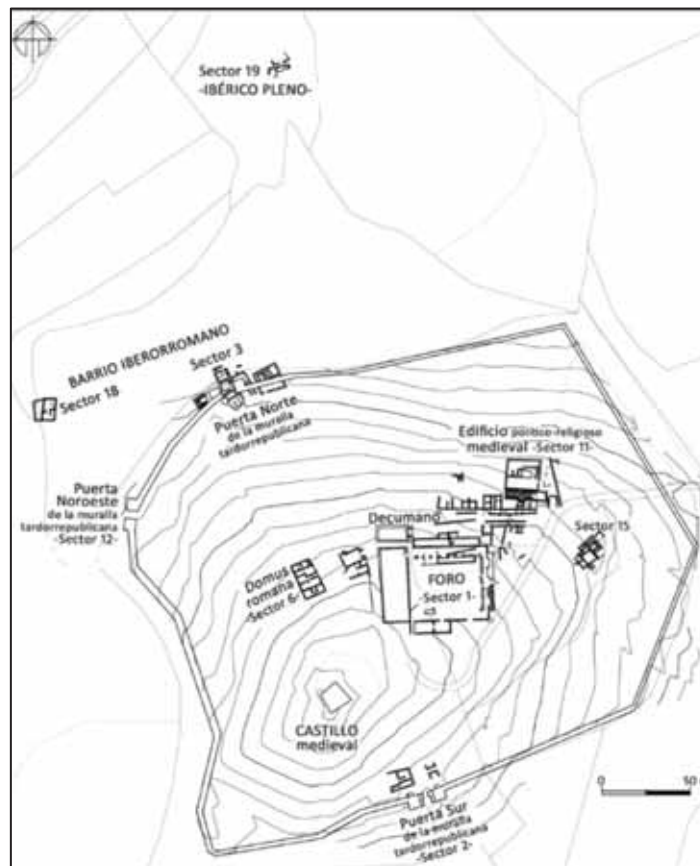 Sector 19
-IBÉRICO PLENO-
BARRIO IBERORROMANO
Sector 3
Sector 18
Puerta Norte
de la muralla
tardorrepublicana
Edificio político-religioso
medieval -Sector 11-
Puerta
Noroeste
de la muralla
tardorrepublicana
-Sector 12-
Decumano
Sector 15
Domus
romana
-Sector 6-
FORO
-Sector 1-
CASTILLO
medieval
0 50
Puerta Sur
de la muralla
tardorrepublicana
-Sector 2-